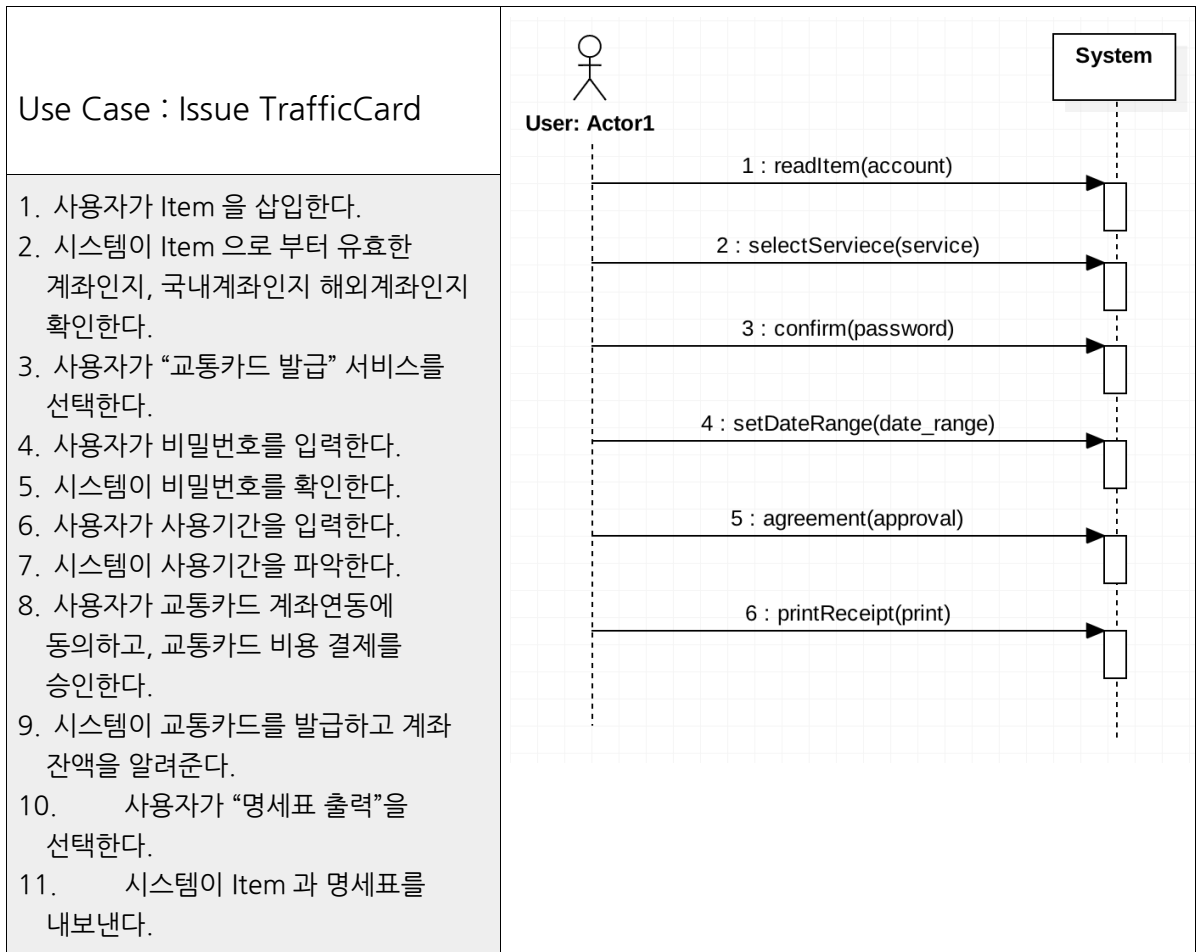 Use Case : Issue TrafficCard
1. 사용자가 Item 을 삽입한다.
2. 시스템이 Item 으로 부터 유효한
계좌인지, 국내계좌인지 해외계좌인지
확인한다.
3. 사용자가 “교통카드 발급” 서비스를
선택한다.
4. 사용자가 비밀번호를 입력한다.
5. 시스템이 비밀번호를 확인한다.
6. 사용자가 사용기간을 입력한다.
7. 시스템이 사용기간을 파악한다.
8. 사용자가 교통카드 계좌연동에
동의하고, 교통카드 비용 결제를
승인한다.
9. 시스템이 교통카드를 발급하고 계좌
잔액을 알려준다.
10. 사용자가 “명세표 출력”을
선택한다.
11. 시스템이 Item 과 명세표를
내보낸다.
System
User: Actor1
1 : readItem(account)
2 : selectServiece(service)
3 : confirm(password)
4 : setDateRange(date_range)
5 : agreement(approval)
6 : printReceipt(print)